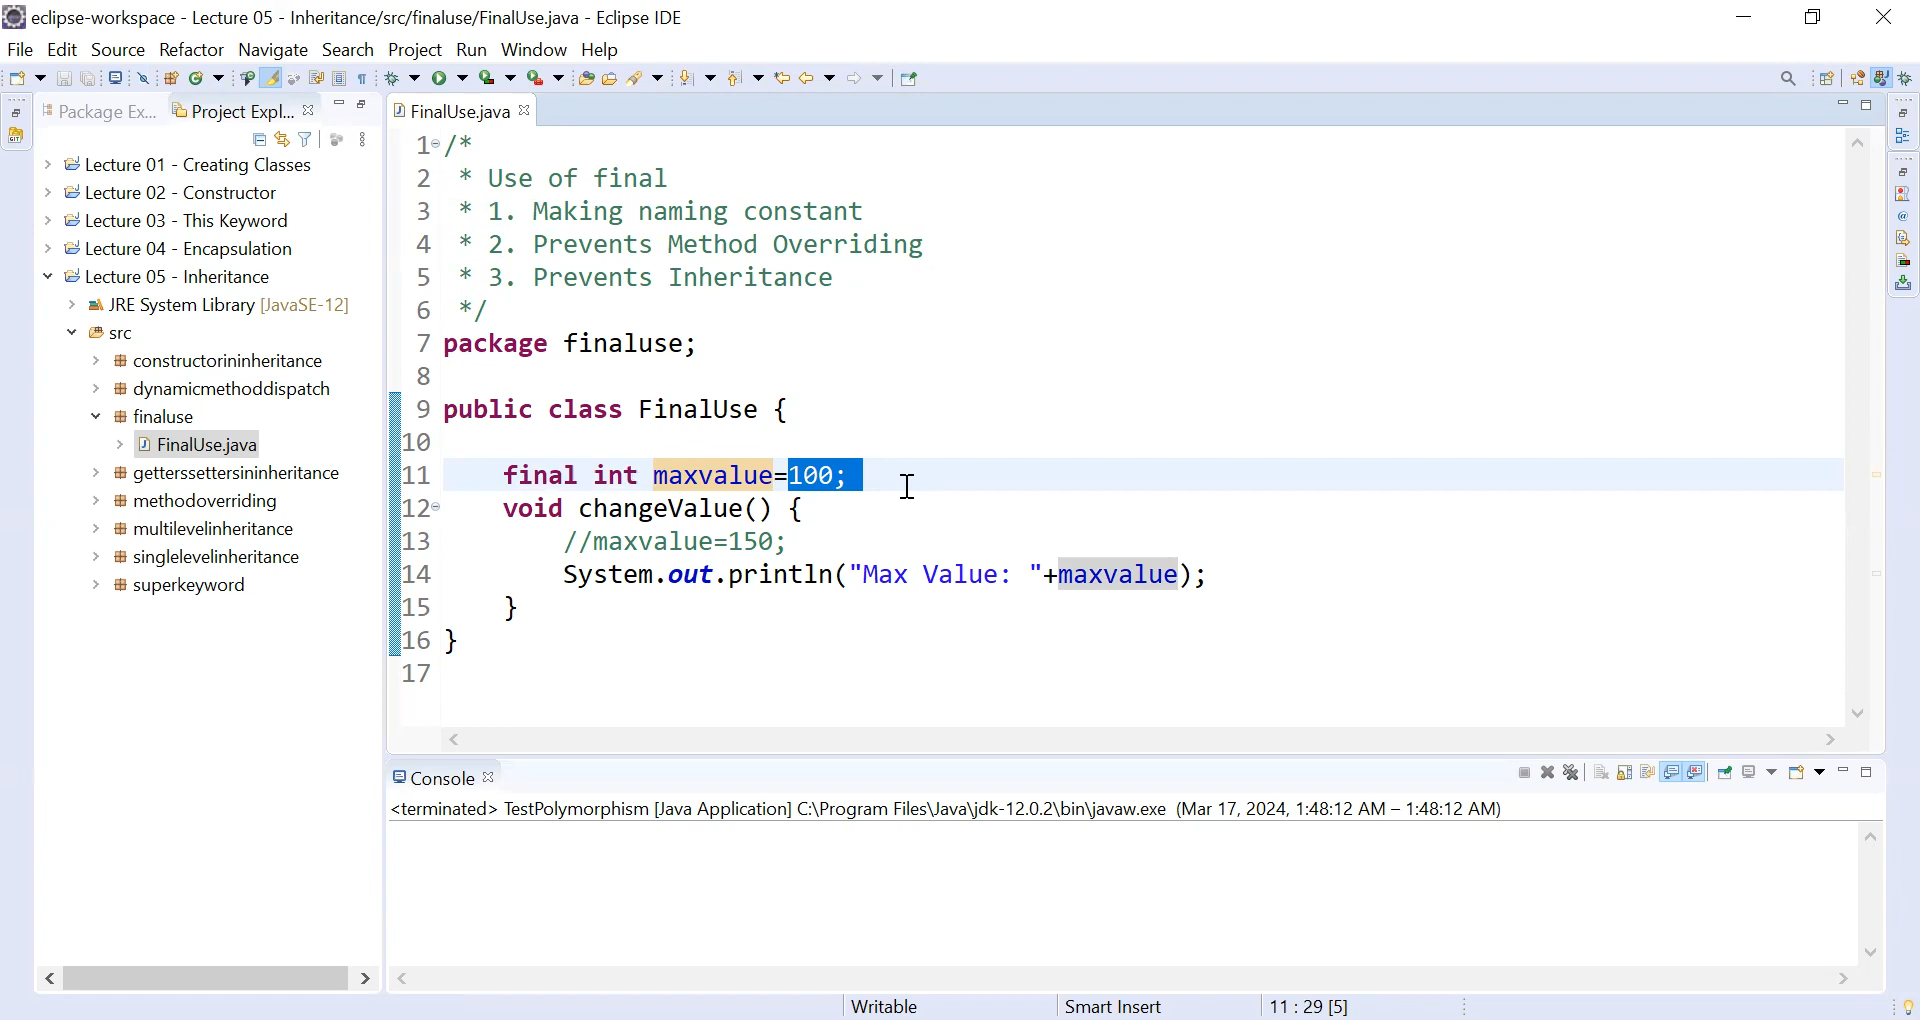 eclipse-workspace - Lecture 05 - Inheritance/src/finaluse/FinalUse.java - Eclipse IDE
File Edit Source Refactor Navigate Search Project Run Window Help
Package Ex...
Project Expl...
Lecture 01 - Creating Classes
Lecture 02 - Constructor
Lecture 03 - This Keyword
Lecture 04 - Encapsulation
Lecture 05 - Inheritance
JRE System Library [JavaSE-12]
src
constructorininheritance
dynamicmethoddispatch
finaluse
FinalUse.java
getterssettersininheritance
methodoverriding
multilevelinheritance
singlelevelinheritance
superkeyword
FinalUse.java
1 /*
2 * Use of final
3 * 1. Making naming constant
4 * 2. Prevents Method Overriding
5 * 3. Prevents Inheritance
6 */
7 package finaluse;
8
9 public class FinalUse {
10
11 final int maxvalue=100;
12 void changeValue() {
13 //maxvalue=150;
14 System.out.println("Max Value: "+maxvalue);
15 }
16 }
17
Console
<terminated> TestPolymorphism [Java Application] C:\Program Files\Java\jdk-12.0.2\bin\javaw.exe (Mar 17, 2024, 1:48:12 AM – 1:48:12 AM)
Writable
Smart Insert
11 : 29 [5]